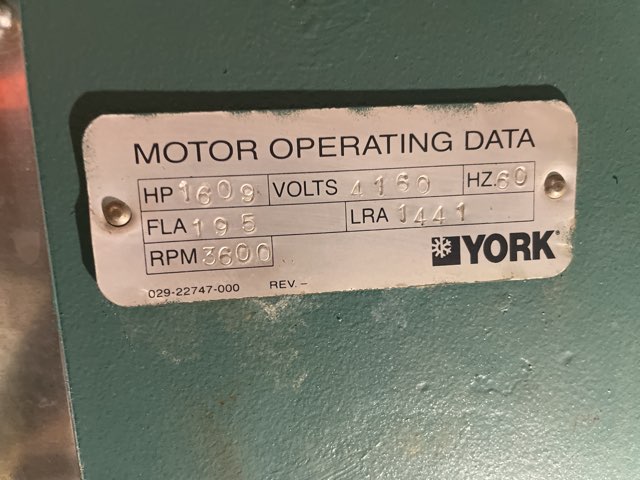 MOTOR OPERATING DATA
HP 1609 VOLTS 4160 HZ. 60
FLA 195 LRA 1441
RPM 3600
YORK®
029-22747-000 REV. –